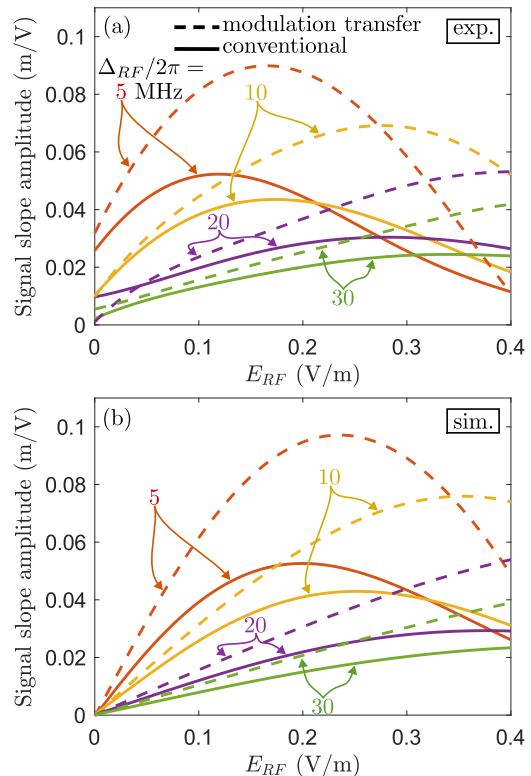 (a)
modulation transfer
conventional
exp.
Δ_RF/2π =
5 MHz
10
20
30
Signal slope amplitude (m/V)
0.1
0.08
0.06
0.04
0.02
0
0 0.1 0.2 0.3 0.4
E_RF (V/m)
(b)
sim.
5
10
20
30
Signal slope amplitude (m/V)
0.1
0.08
0.06
0.04
0.02
0
0 0.1 0.2 0.3 0.4
E_RF (V/m)